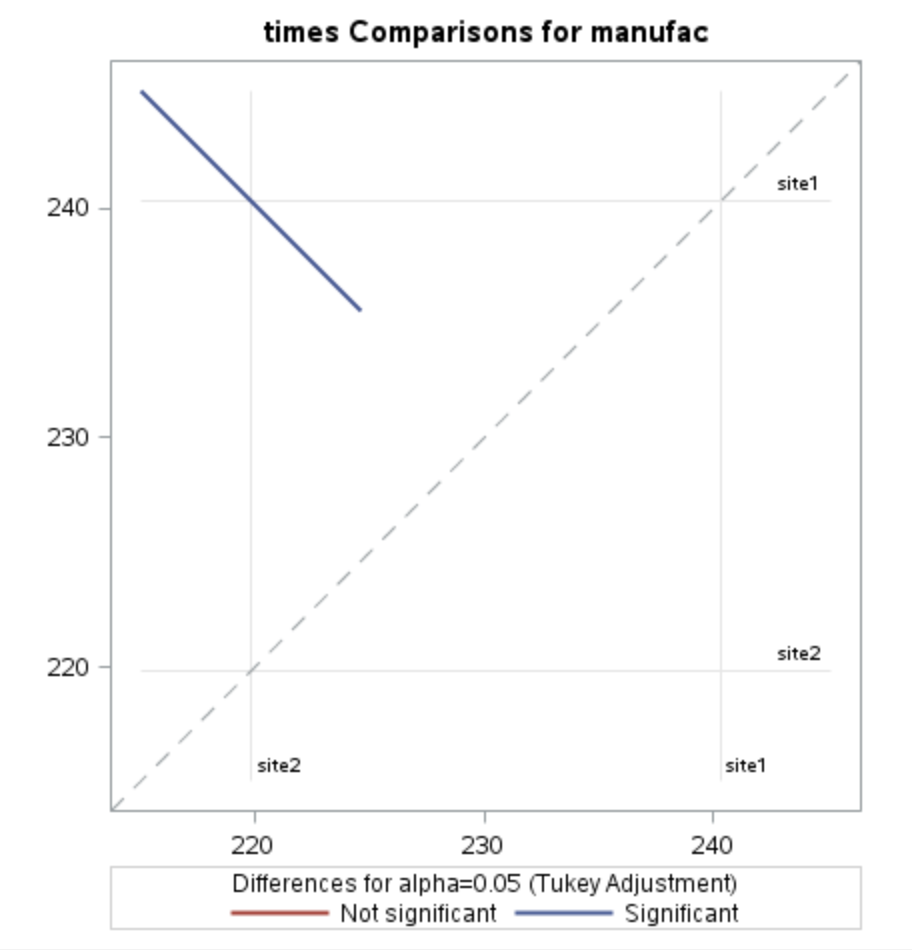 times Comparisons for manufac
site1
240
230
220
site2
site2 site1
220 230 240
Differences for alpha=0.05 (Tukey Adjustment)
Not significant Significant